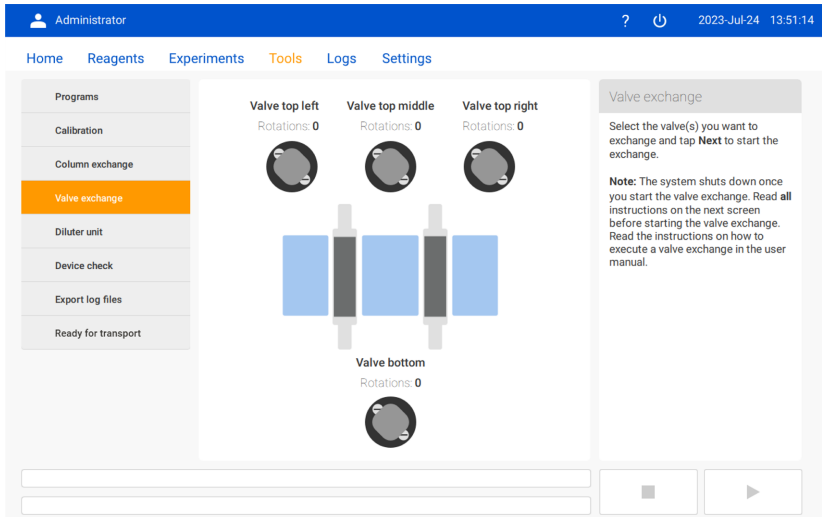 Administrator
? 2023-Jul-24 13:51:14
Home Reagents Experiments Tools Logs Settings
Programs
Calibration
Column exchange
Valve exchange
Diluter unit
Device check
Export log files
Ready for transport
Valve top left Valve top middle Valve top right
Rotations: 0 Rotations: 0 Rotations: 0
Valve bottom
Rotations: 0
Valve exchange
Select the valve(s) you want to
exchange and tap Next to start the
exchange.
Note: The system shuts down once
you start the valve exchange. Read all
instructions on the next screen
before starting the valve exchange.
Read the instructions on how to
execute a valve exchange in the user
manual.